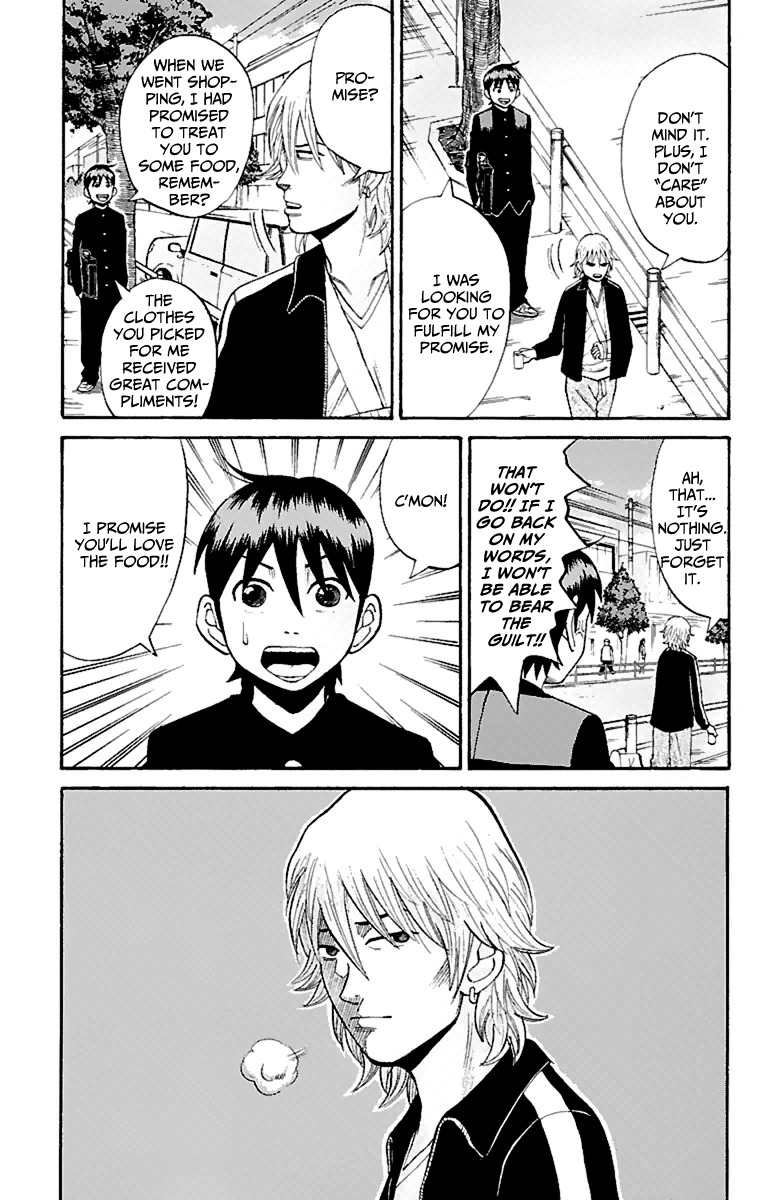 DON'T
MIND IT.
PLUS, I
DON'T
"CARE"
ABOUT
YOU.
I WAS
LOOKING
FOR YOU TO
FULFILL MY
PROMISE.
PRO-
MISE?
WHEN WE
WENT SHOP-
PING, I HAD
PROMISED
TO TREAT
YOU TO
SOME FOOD,
REMEM-
BER?
THE
CLOTHES
YOU PICKED
FOR ME
RECEIVED
GREAT COM-
PLIMENTS!
AH,
THAT...
IT'S
NOTHING.
JUST
FORGET
IT.
THAT
WON'T
DO!! IF I
GO BACK
ON MY
WORDS,
I WON'T
BE ABLE
TO BEAR
THE
GUILT!!
C'MON!
I PROMISE
YOU'LL LOVE
THE FOOD!!